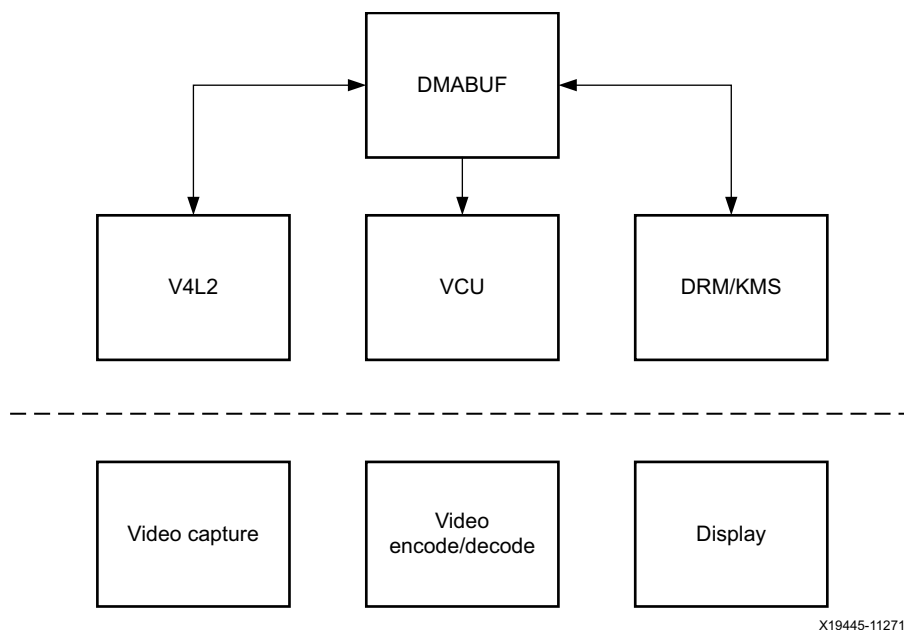 DMABUF
V4L2
VCU
DRM/KMS
Video capture
Video
encode/decode
Display
X19445-11271